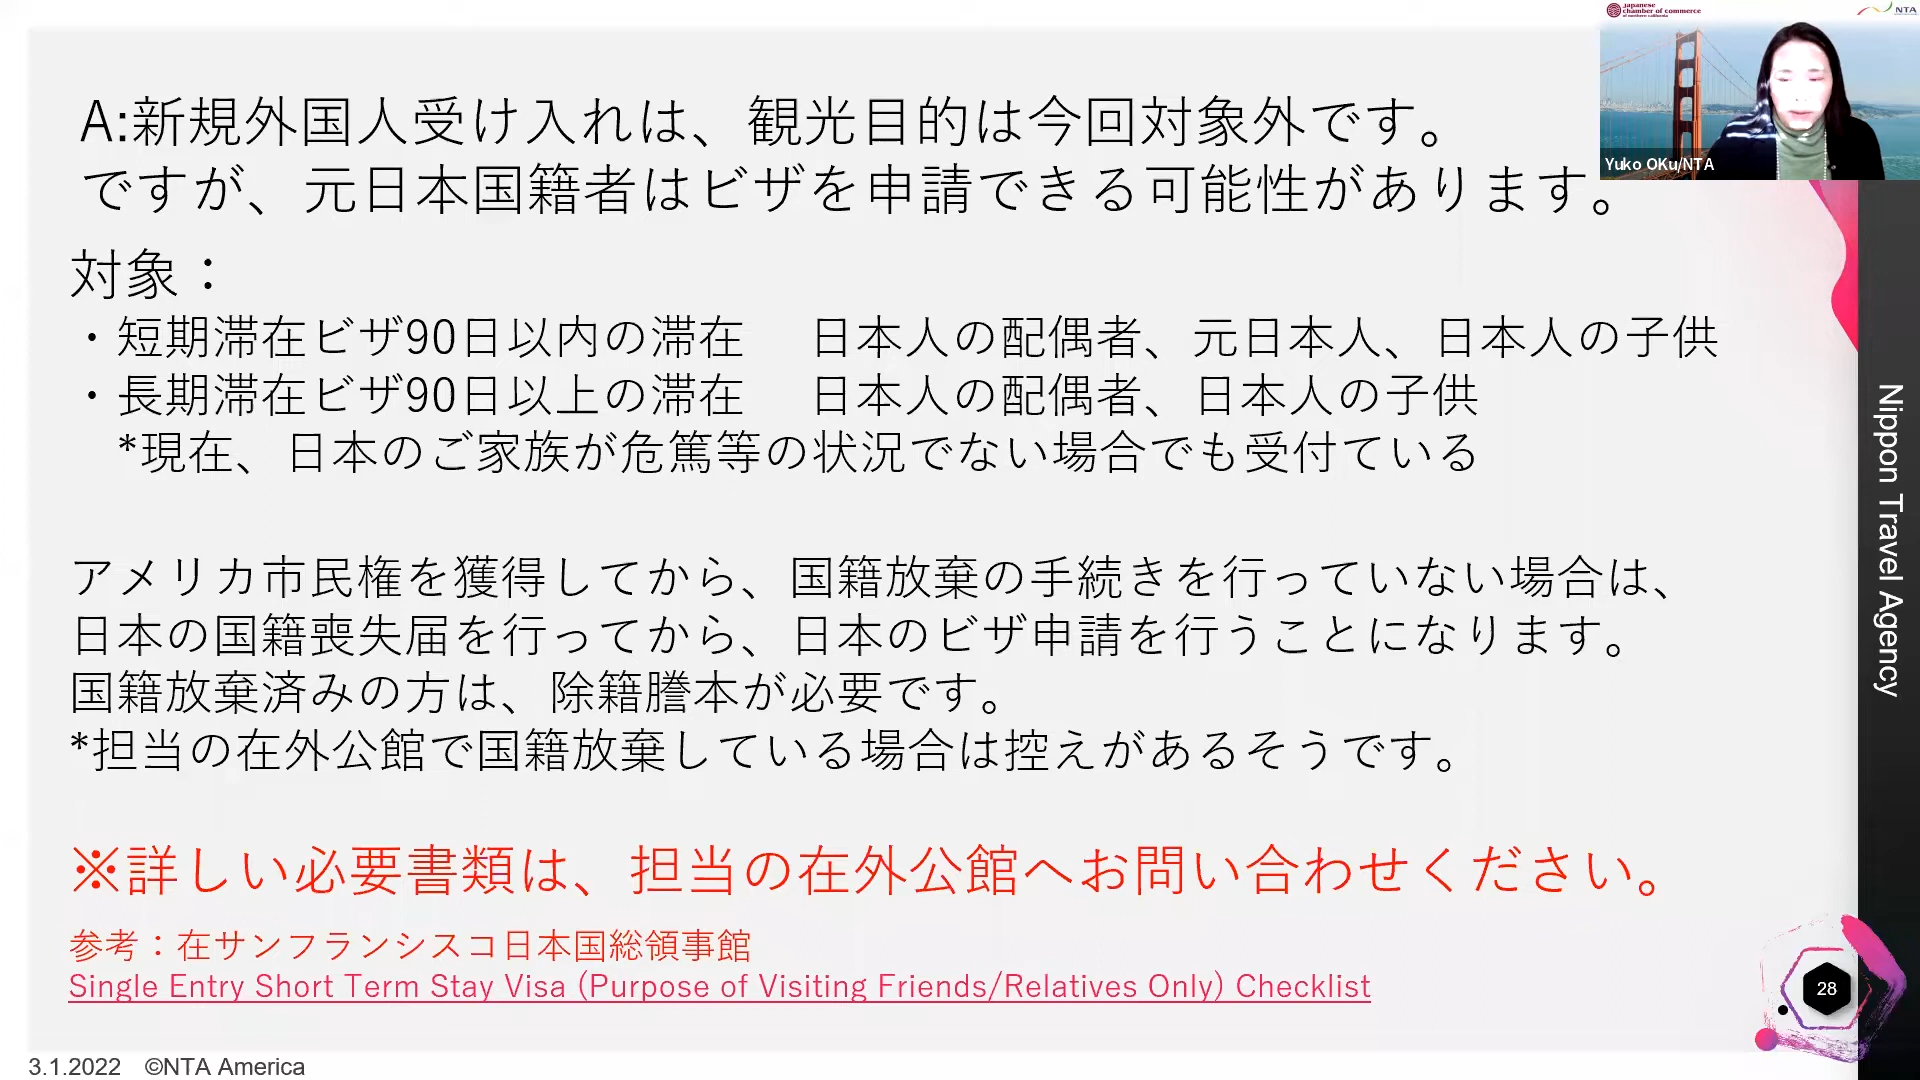 Japanese
chamber of commerce
of northern california
NTA
Yuko OKu/NTA
A:新規外国人受け入れは、観光目的は今回対象外です。
ですが、元日本国籍者はビザを申請できる可能性があります。
対象：
・短期滞在ビザ90日以内の滞在　日本人の配偶者、元日本人、日本人の子供
・長期滞在ビザ90日以上の滞在　日本人の配偶者、日本人の子供
*現在、日本のご家族が危篤等の状況でない場合でも受付ている
アメリカ市民権を獲得してから、国籍放棄の手続きを行っていない場合は、
日本の国籍喪失届を行ってから、日本のビザ申請を行うことになります。
国籍放棄済みの方は、除籍謄本が必要です。
*担当の在外公館で国籍放棄している場合は控えがあるそうです。
※詳しい必要書類は、担当の在外公館へお問い合わせください。
参考：在サンフランシスコ日本国総領事館
Single Entry Short Term Stay Visa (Purpose of Visiting Friends/Relatives Only) Checklist
Nippon Travel Agency
28
3.1.2022 ©NTA America